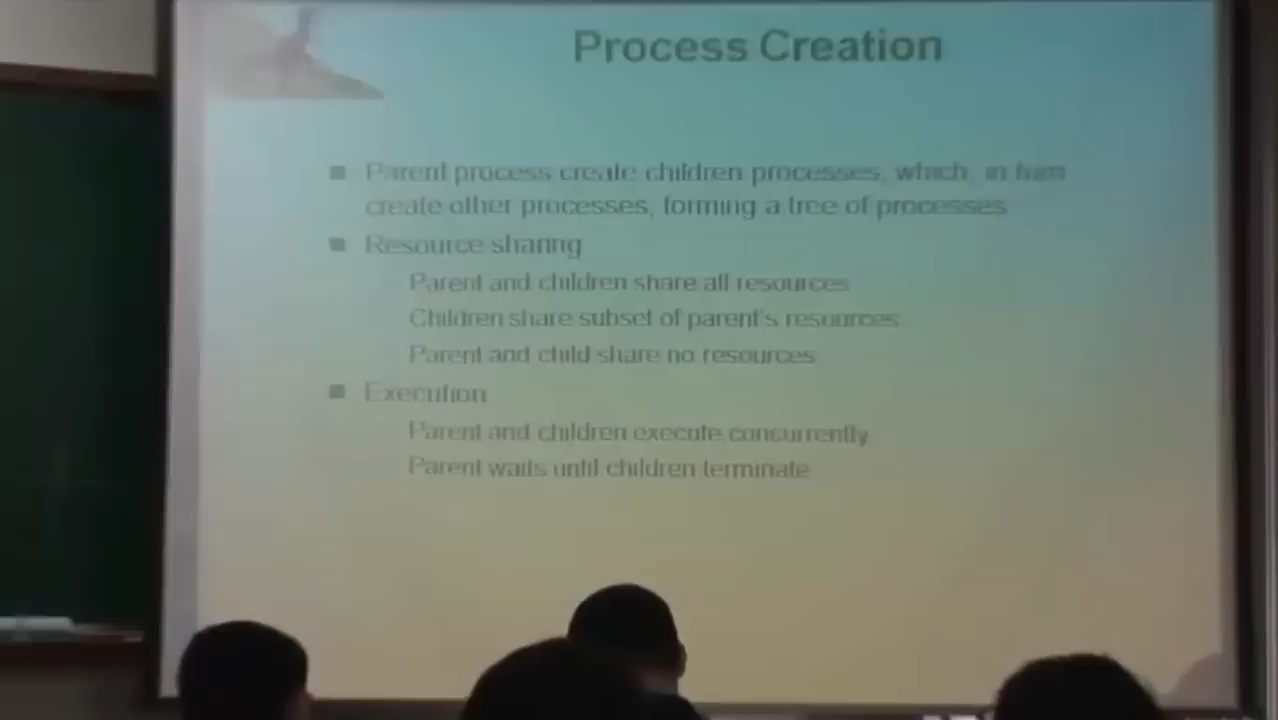 Process Creation
■ Parent process create children processes, which, in turn
create other processes, forming a tree of processes
■ Resource sharing
Parent and children share all resources
Children share subset of parent's resources
Parent and child share no resources
■ Execution
Parent and children execute concurrently
Parent waits until children terminate